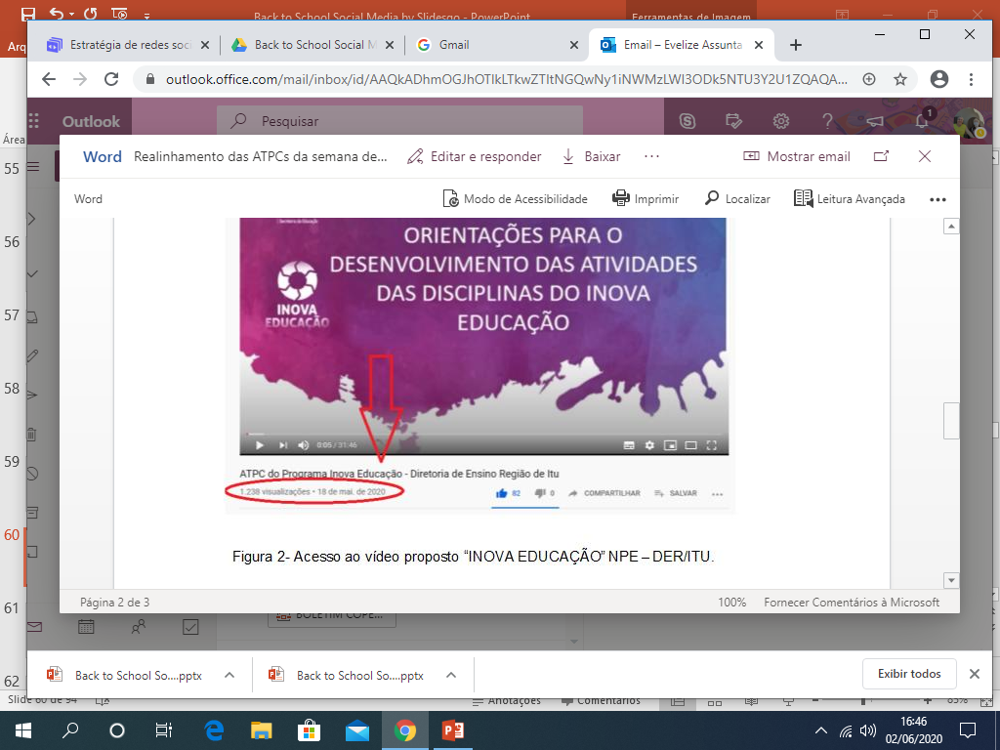 Back to School Social Media by Slidesgo - PowerPoint
Ferramentas de Imagem
Arq
Estratégia de redes soci
Back to School Social M
Gmail
Email – Evelize Assunta
outlook.office.com/mail/inbox/id/AAQkADhmOGJhOTlkLTkwZTItNGQwNy1iNWMzLWI3ODk5NTU3Y2U1ZQAQA...
Outlook
Pesquisar
1
Área
Word
Realinhamento das ATPCs da semana de...
Editar e responder
Baixar
Mostrar email
Word
Modo de Acessibilidade
Imprimir
Localizar
Leitura Avançada
55
56
57
58
59
60
61
62
ORIENTAÇÕES PARA O
DESENVOLVIMENTO DAS ATIVIDADES
DAS DISCIPLINAS DO INOVA
EDUCAÇÃO
INOVA
EDUCAÇÃO
0:05 / 31:46
ATPC do Programa Inova Educação - Diretoria de Ensino Região de Itu
1.238 visualizações • 18 de mai. de 2020
82
0
COMPARTILHAR
SALVAR
Figura 2- Acesso ao vídeo proposto “INOVA EDUCAÇÃO” NPE – DER/ITU.
Página 2 de 3
100%
Fornecer Comentários à Microsoft
BOLETIM COPE...
Back to School So....pptx
Back to School So....pptx
Exibir todos
Slide 60 de 94
Anotações
Comentários
85%
16:46
02/06/2020